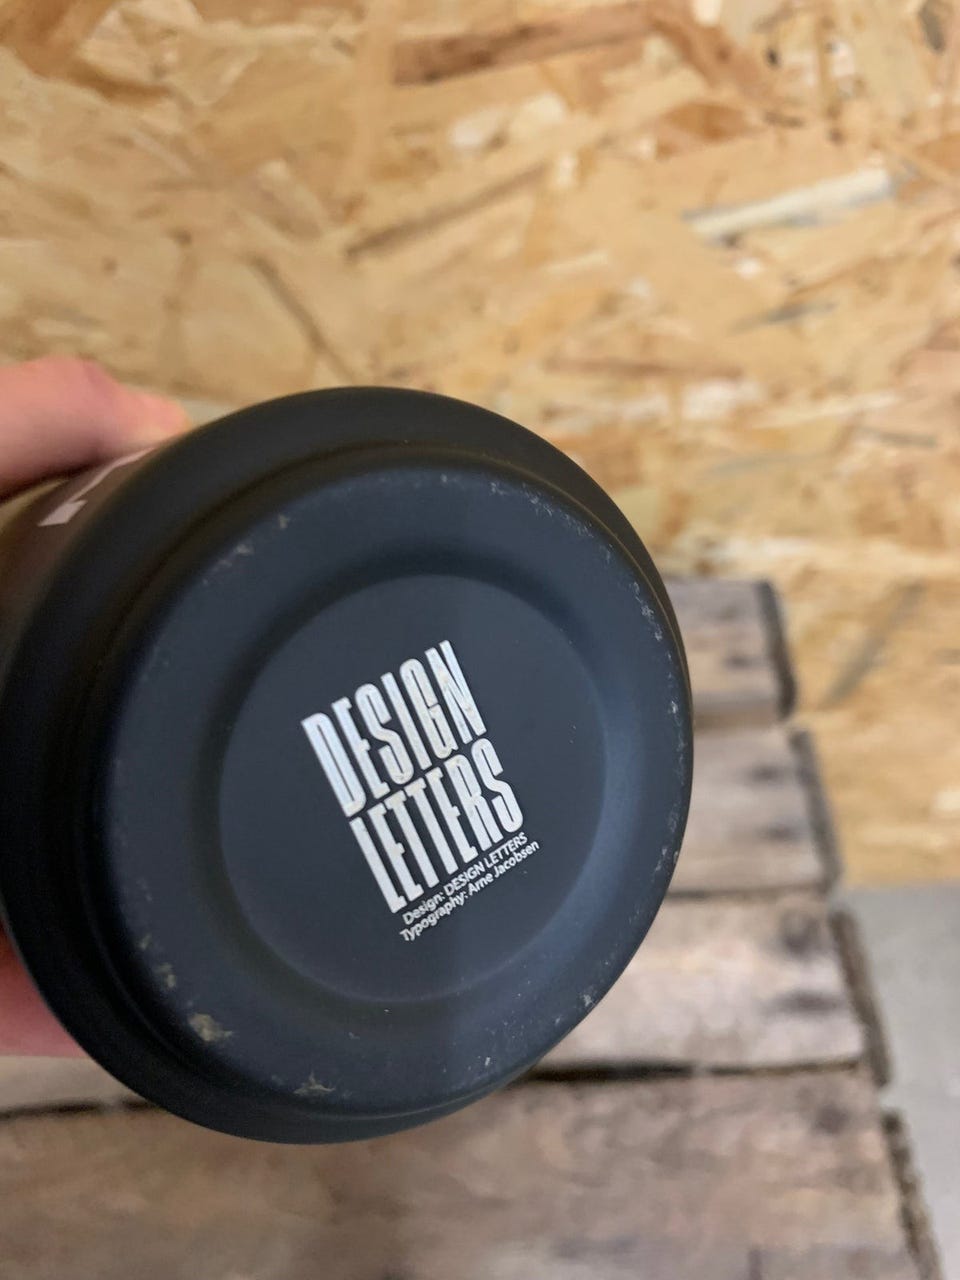 DESIGN
LETTERS
Design: DESIGN LETTERS
Typography: Arne Jacobsen